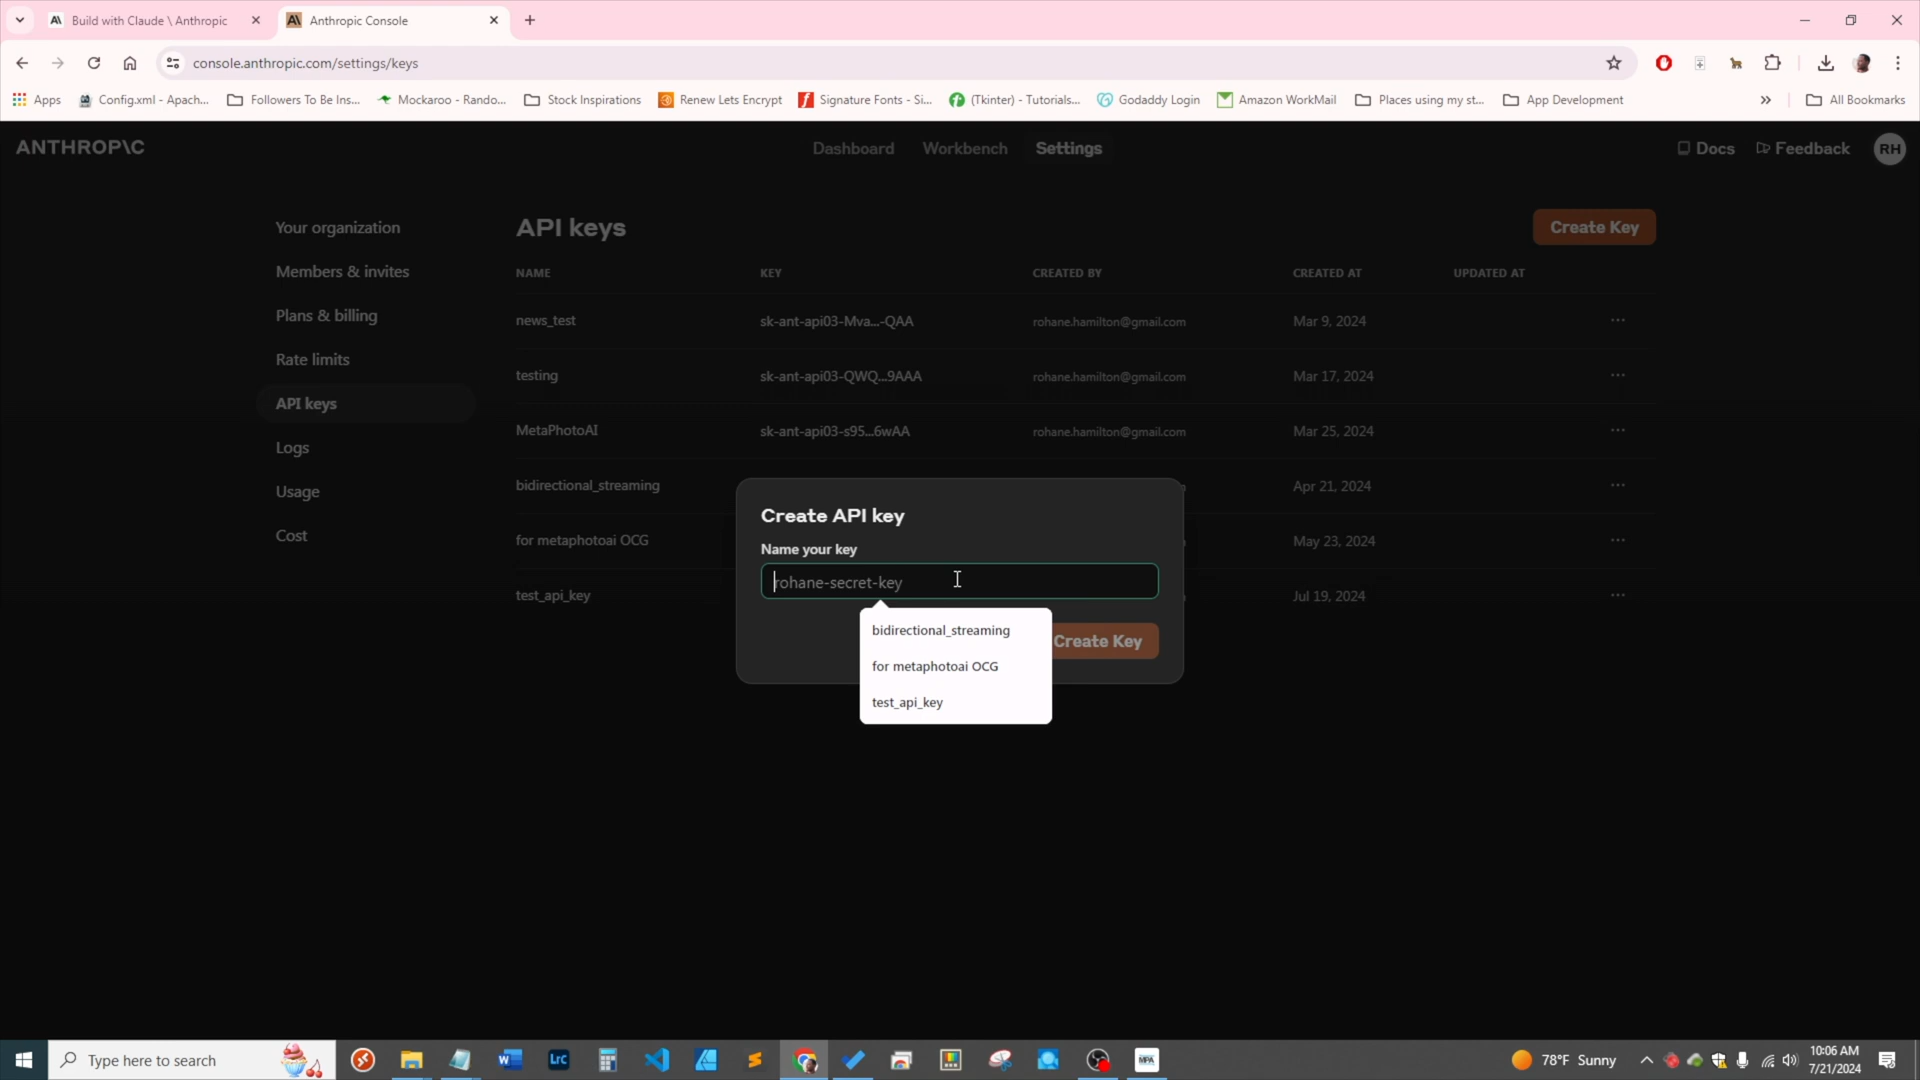 Build with Claude \ Anthropic
Anthropic Console
console.anthropic.com/settings/keys
Apps
Config.xml - Apach...
Followers To Be Ins...
Mockaroo - Rando...
Stock Inspirations
Renew Lets Encrypt
Signature Fonts - Si...
(Tkinter) - Tutorials...
Godaddy Login
Amazon WorkMail
Places using my st...
App Development
All Bookmarks
ANTHROP\C
Dashboard
Workbench
Settings
Docs
Feedback
RH
Your organization
Members & invites
Plans & billing
Rate limits
API keys
Logs
Usage
Cost
API keys
Create Key
NAME KEY CREATED BY CREATED AT UPDATED AT
news_test sk-ant-api03-Mva...-QAA rohane.hamilton@gmail.com Mar 9, 2024
testing sk-ant-api03-QWQ...9AAA rohane.hamilton@gmail.com Mar 17, 2024
MetaPhotoAI sk-ant-api03-s95...6wAA rohane.hamilton@gmail.com Mar 25, 2024
bidirectional_streaming Apr 21, 2024
for metaphotoai OCG May 23, 2024
test_api_key Jul 19, 2024
Create API key
Name your key
rohane-secret-key
Create Key
bidirectional_streaming
for metaphotoai OCG
test_api_key
Type here to search
W
LrC
MPA
78°F Sunny
10:06 AM
7/21/2024